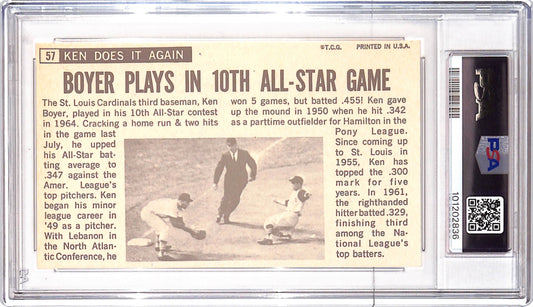 57 KEN DOES IT AGAIN
©T.C.G. PRINTED IN U.S.A.
BOYER PLAYS IN 10TH ALL-STAR GAME
The St. Louis Cardinals third baseman, Ken
Boyer, played in his 10th All-Star contest
in 1964. Cracking a home run & two hits
in the game last
July, he upped
his All-Star bat-
ting average to
.347 against the
Amer. League's
top pitchers. Ken
began his minor
league career in
'49 as a pitcher.
With Lebanon in
the North Atlan-
tic Conference, he
won 5 games, but batted .455! Ken gave
up the mound in 1950 when he hit .342
as a parttime outfielder for Hamilton in the
Pony League.
Since coming
up to St. Louis in
1955, Ken has
topped the .300
mark for five
years. In 1961,
the righthanded
hitter batted .329,
finishing third
among the Na-
tional League's
top batters.
PSA
PSA
101202836